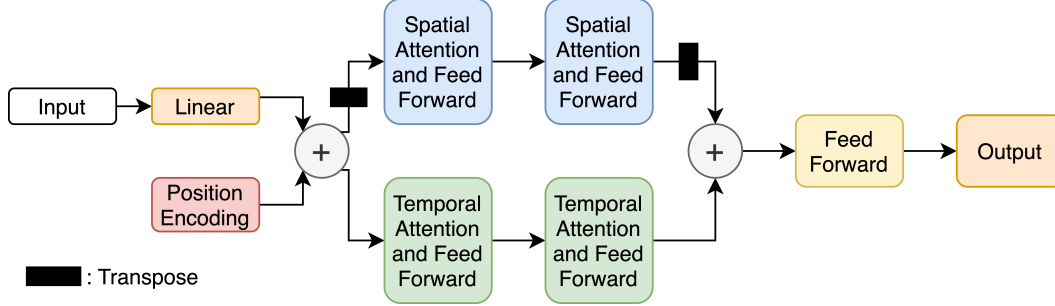 Input
Linear
Position
Encoding
+
Spatial
Attention
and Feed
Forward
Spatial
Attention
and Feed
Forward
Temporal
Attention
and Feed
Forward
Temporal
Attention
and Feed
Forward
+
Feed
Forward
Output
: Transpose